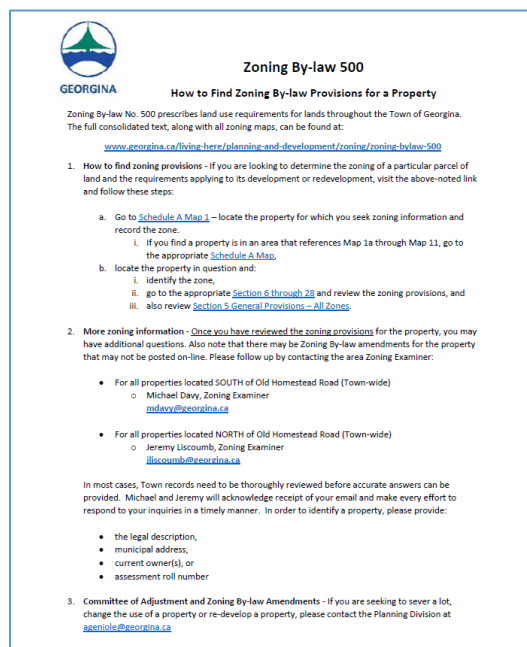 GEORGINA
Zoning By-law 500
How to Find Zoning By-law Provisions for a Property
Zoning By-law No. 500 prescribes land use requirements for lands throughout the Town of Georgina.
The full consolidated text, along with all zoning maps, can be found at:
www.georgina.ca/living-here/planning-and-development/zoning/zoning-bylaw-500
1. How to find zoning provisions - If you are looking to determine the zoning of a particular parcel of
land and the requirements applying to its development or redevelopment, visit the above-noted link
and follow these steps:
a. Go to Schedule A Map 1 – locate the property for which you seek zoning information and
record the zone.
i. If you find a property is in an area that references Map 1a through Map 11, go to
the appropriate Schedule A Map,
b. locate the property in question and:
i. identify the zone,
ii. go to the appropriate Section 6 through 28 and review the zoning provisions, and
iii. also review Section 5 General Provisions – All Zones.
2. More zoning information - Once you have reviewed the zoning provisions for the property, you may
have additional questions. Also note that there may be Zoning By-law amendments for the property
that may not be posted on-line. Please follow up by contacting the area Zoning Examiner:
• For all properties located SOUTH of Old Homestead Road (Town-wide)
o Michael Davy, Zoning Examiner
mdavy@georgina.ca
• For all properties located NORTH of Old Homestead Road (Town-wide)
o Jeremy Liscoumb, Zoning Examiner
jliscoumb@georgina.ca
In most cases, Town records need to be thoroughly reviewed before accurate answers can be
provided. Michael and Jeremy will acknowledge receipt of your email and make every effort to
respond to your inquiries in a timely manner. In order to identify a property, please provide:
• the legal description,
• municipal address,
• current owner(s), or
• assessment roll number
3. Committee of Adjustment and Zoning By-law Amendments - If you are seeking to sever a lot,
change the use of a property or re-develop a property, please contact the Planning Division at
ageniole@georgina.ca